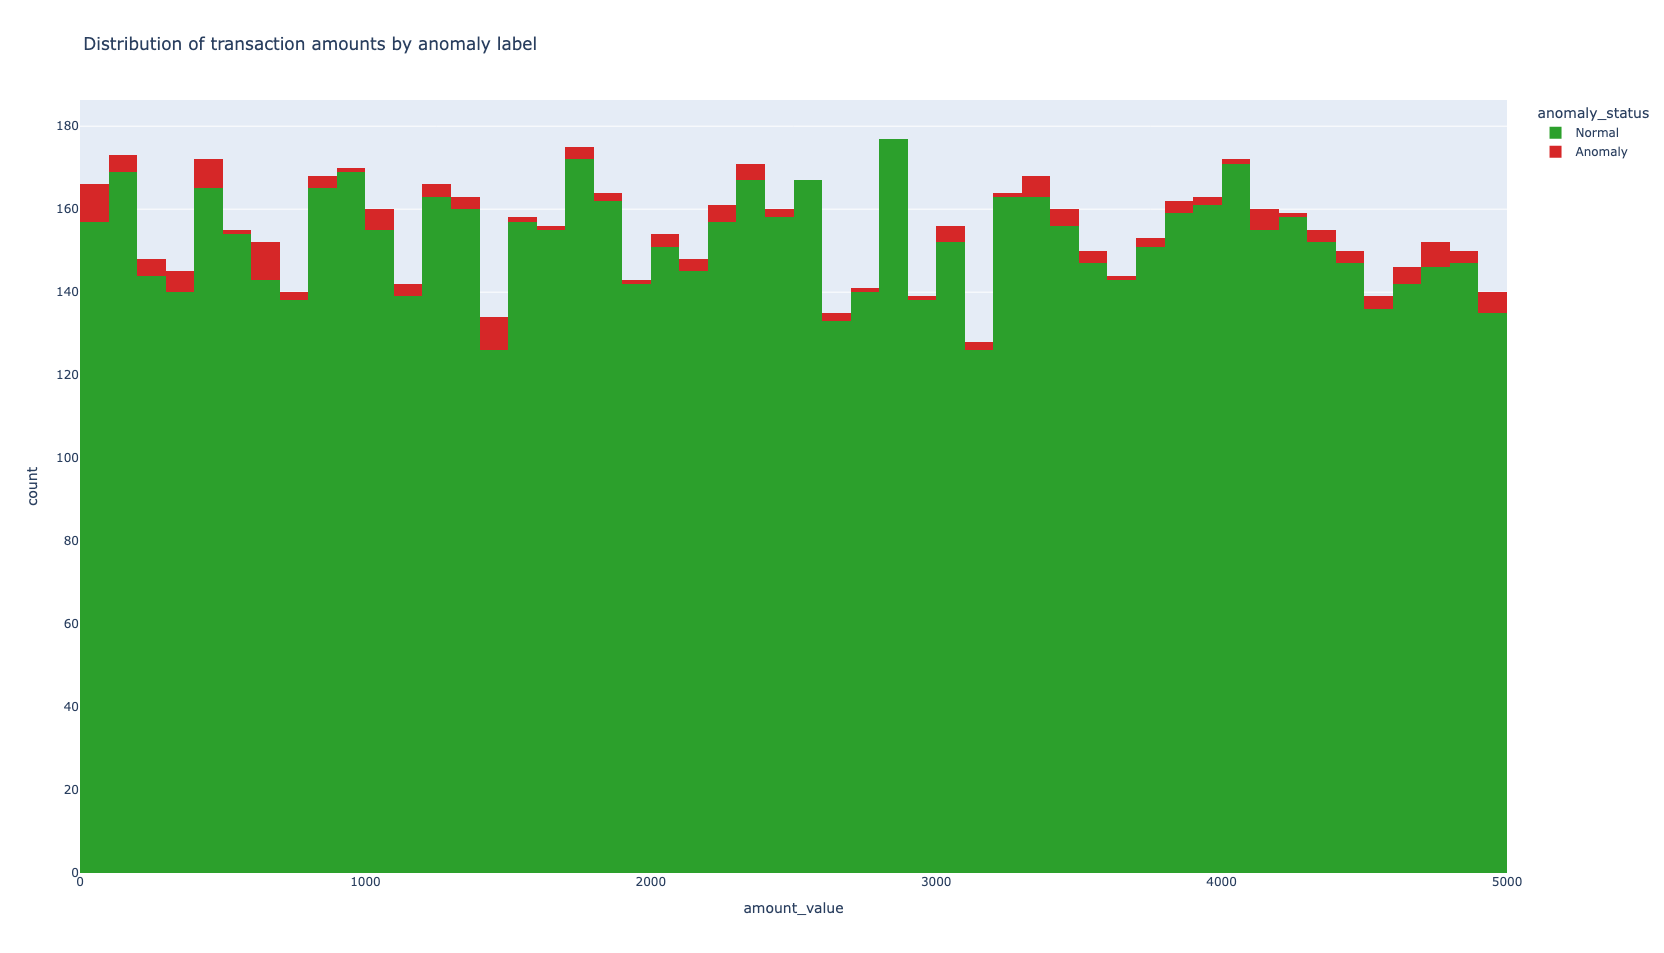 Distribution of transaction amounts by anomaly label
anomaly_status
Normal
Anomaly
180
160
140
120
100
80
60
40
20
0
count
0 1000 2000 3000 4000 5000
amount_value